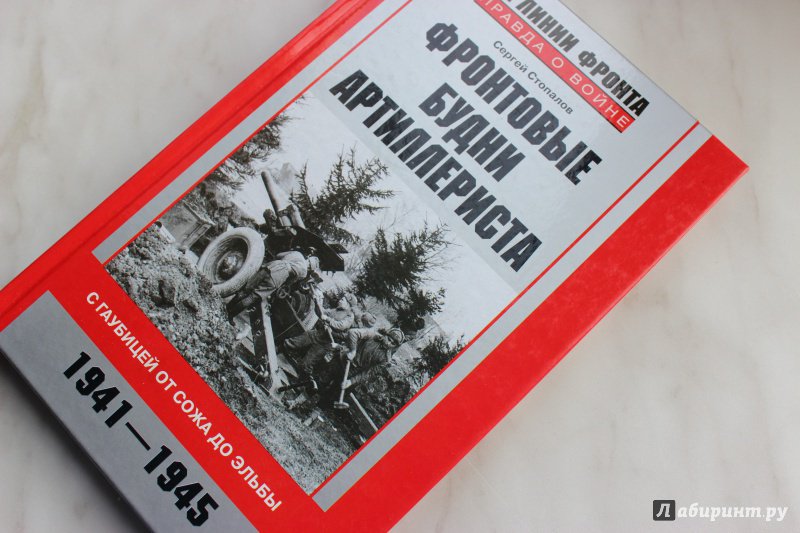 ЛИНИИ ФРОНТА
ПРАВДА О ВОЙНЕ
Сергей Стопалов
ФРОНТОВЫЕ
БУДНИ
АРТИЛЛЕРИСТА
С ГАУБИЦЕЙ ОТ СОЖА ДО ЭЛЬБЫ
1941—1945
Лабиринт.ру